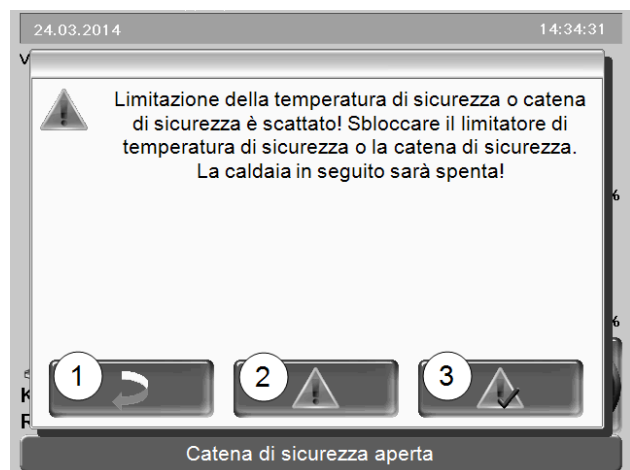 24.03.2014 14:34:31
V
Limitazione della temperatura di sicurezza o catena
di sicurezza è scattato! Sbloccare il limitatore di
temperatura di sicurezza o la catena di sicurezza.
La caldaia in seguito sarà spenta!
%
%
1 2 3
K
R
Catena di sicurezza aperta